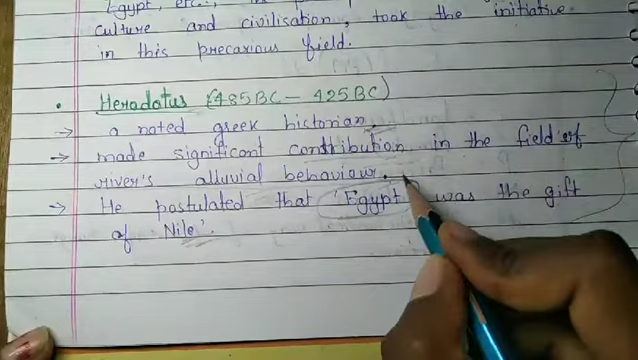 Egypt, etc.,
culture and civilisation, took the initiative
in this precarious field.
• Herodotus (485BC – 425BC)
→ a noted greek historian,
→ made significant contribution in the field of
river's alluvial behaviour.
→ He postulated that 'Egypt was the gift
of Nile'.